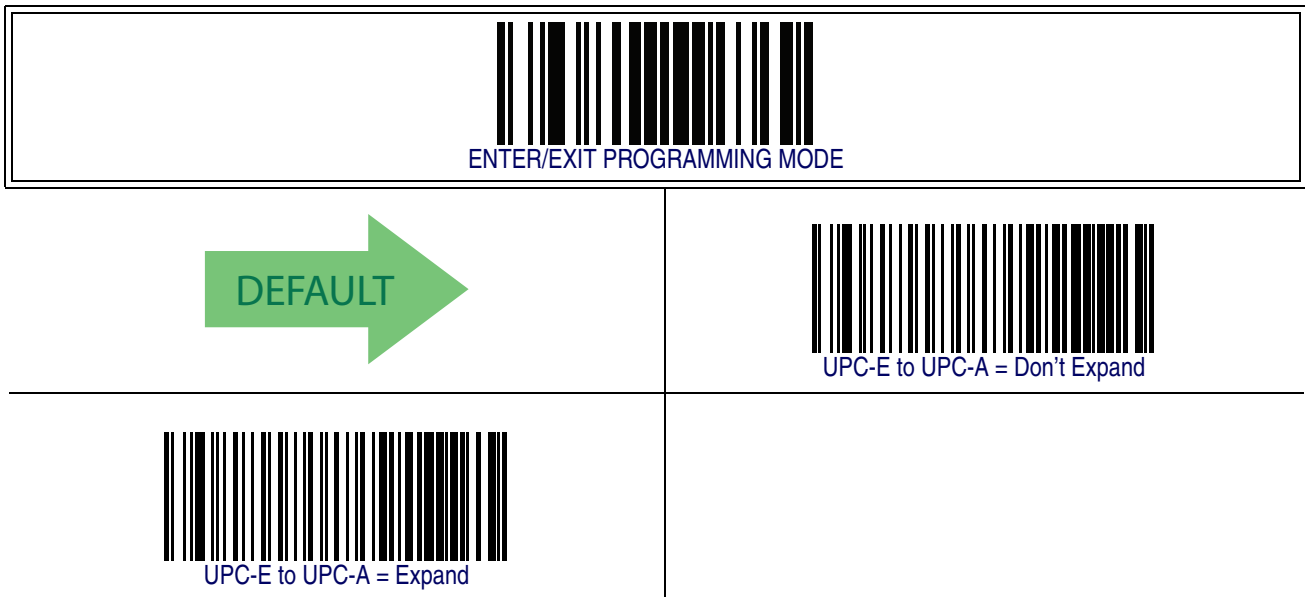 ENTER/EXIT PROGRAMMING MODE
DEFAULT
UPC-E to UPC-A = Don’t Expand
UPC-E to UPC-A = Expand